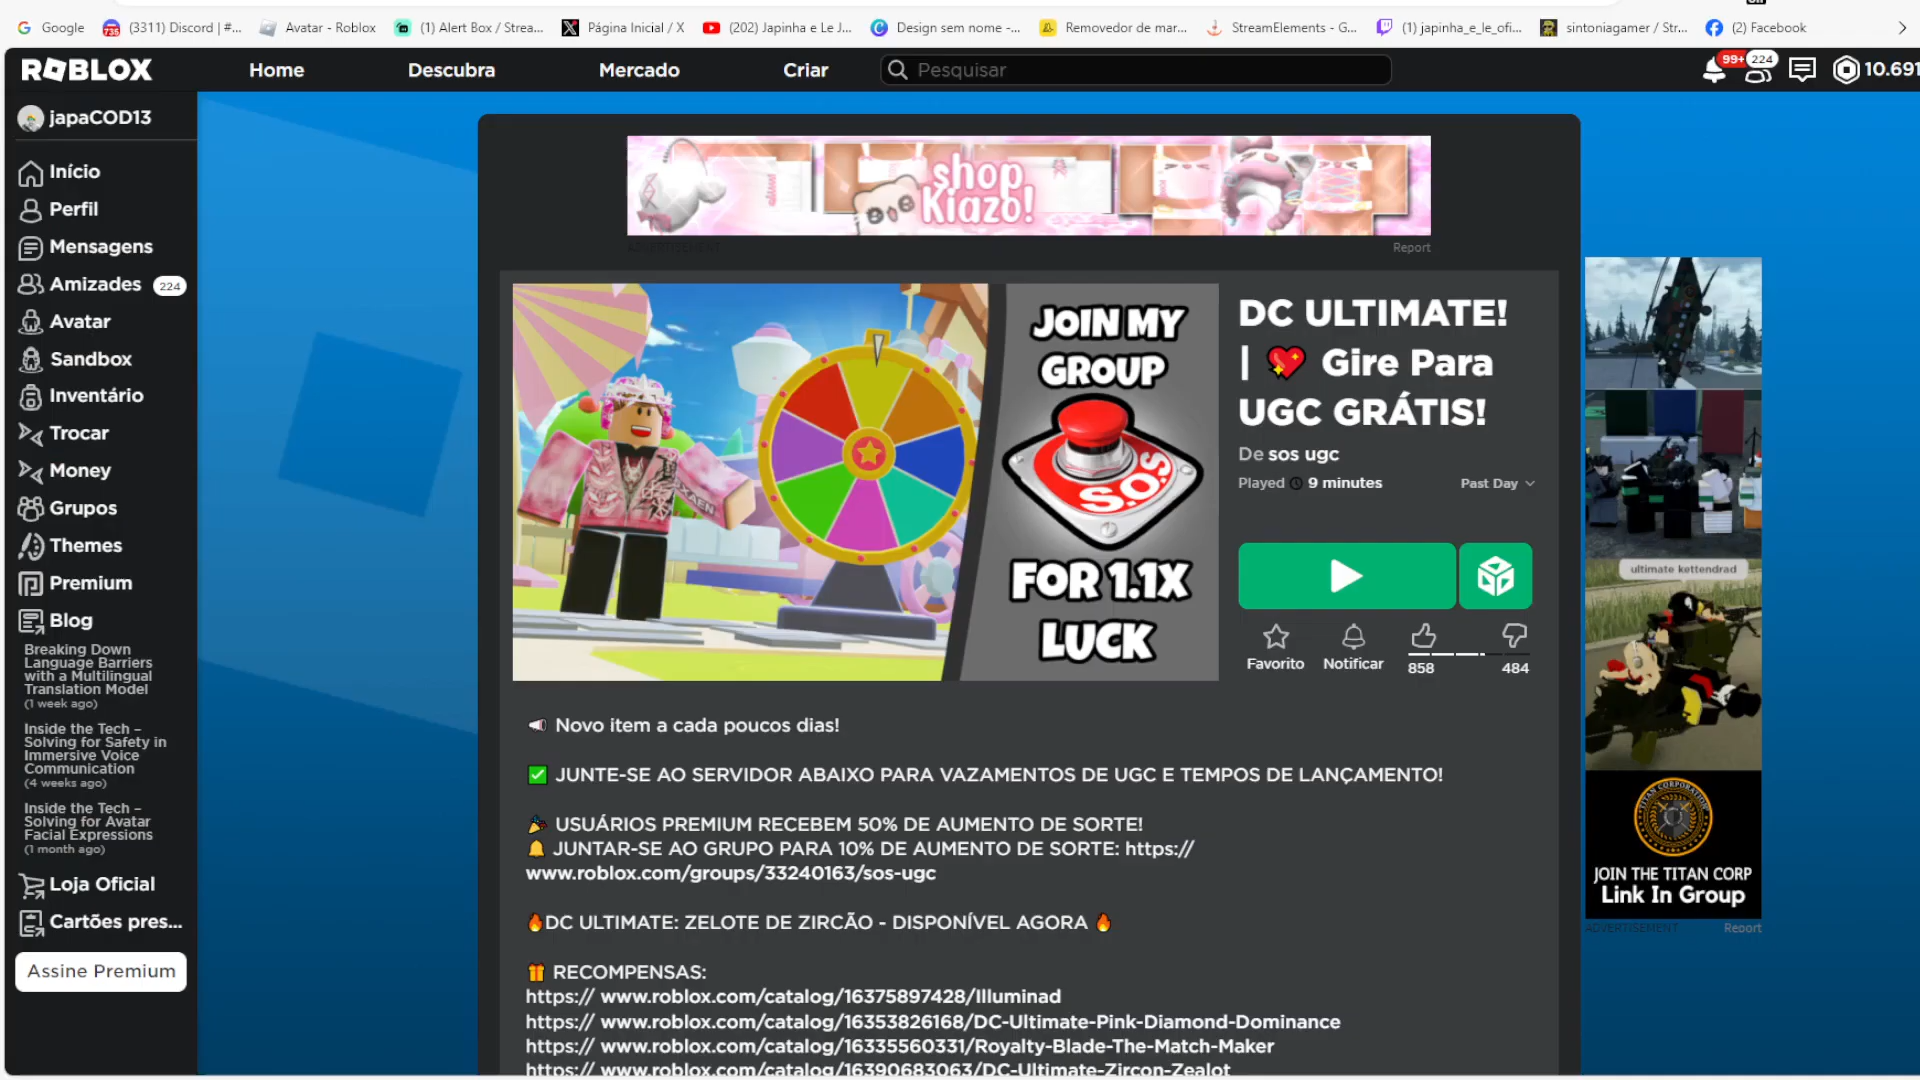 Google
735
(3311) Discord | #...
Avatar - Roblox
(1) Alert Box / Strea...
Página Inicial / X
(202) Japinha e Le J...
Design sem nome -...
Removedor de mar...
StreamElements - G...
(1) japinha_e_le_ofi...
sintoniagamer / Str...
(2) Facebook
ROBLOX
Home
Descubra
Mercado
Criar
Pesquisar
99+
224
10.691
japaCOD13
Início
Perfil
Mensagens
Amizades
224
Avatar
Sandbox
Inventário
Trocar
Money
Grupos
Themes
Premium
Blog
Breaking Down
Language Barriers
with a Multilingual
Translation Model
(1 week ago)
Inside the Tech –
Solving for Safety in
Immersive Voice
Communication
(4 weeks ago)
Inside the Tech –
Solving for Avatar
Facial Expressions
(1 month ago)
Loja Oficial
Cartões pres...
Assine Premium
shop
Kiazo!
ADVERTISEMENT
Report
JOIN MY
GROUP
S.O.S
FOR 1.1X
LUCK
DC ULTIMATE!
| 💖 Gire Para
UGC GRÁTIS!
De sos ugc
Played 9 minutes
Past Day
Favorito
Notificar
858
484
📢 Novo item a cada poucos dias!
✅ JUNTE-SE AO SERVIDOR ABAIXO PARA VAZAMENTOS DE UGC E TEMPOS DE LANÇAMENTO!
🎉 USUÁRIOS PREMIUM RECEBEM 50% DE AUMENTO DE SORTE!
🔔 JUNTAR-SE AO GRUPO PARA 10% DE AUMENTO DE SORTE: https://
www.roblox.com/groups/33240163/sos-ugc
🔥DC ULTIMATE: ZELOTE DE ZIRCÃO - DISPONÍVEL AGORA 🔥
🎁 RECOMPENSAS:
https:// www.roblox.com/catalog/16375897428/Illuminad
https:// www.roblox.com/catalog/16353826168/DC-Ultimate-Pink-Diamond-Dominance
https:// www.roblox.com/catalog/16335560331/Royalty-Blade-The-Match-Maker
https:// www.roblox.com/catalog/16390683063/DC-Ultimate-Zircon-Zealot
ultimate kettendrad
TITAN CORPORATION
JOIN THE TITAN CORP
Link In Group
ADVERTISEMENT
Report